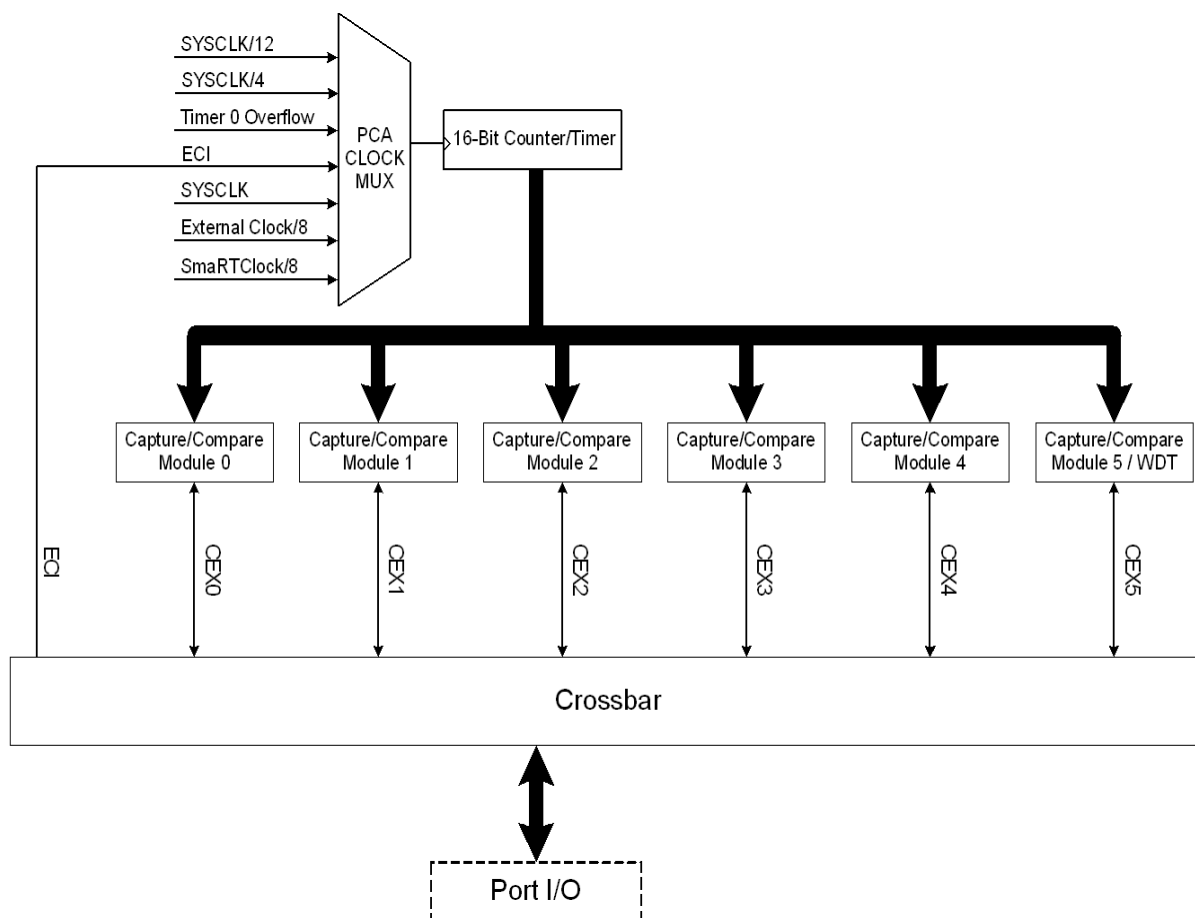 SYSCLK/12
SYSCLK/4
Timer 0 Overflow
ECI
SYSCLK
External Clock/8
SmaRTClock/8
PCA
CLOCK
MUX
16-Bit Counter/Timer
Capture/Compare
Module 0
Capture/Compare
Module 1
Capture/Compare
Module 2
Capture/Compare
Module 3
Capture/Compare
Module 4
Capture/Compare
Module 5 / WDT
ECI
CEX0
CEX1
CEX2
CEX3
CEX4
CEX5
Crossbar
Port I/O